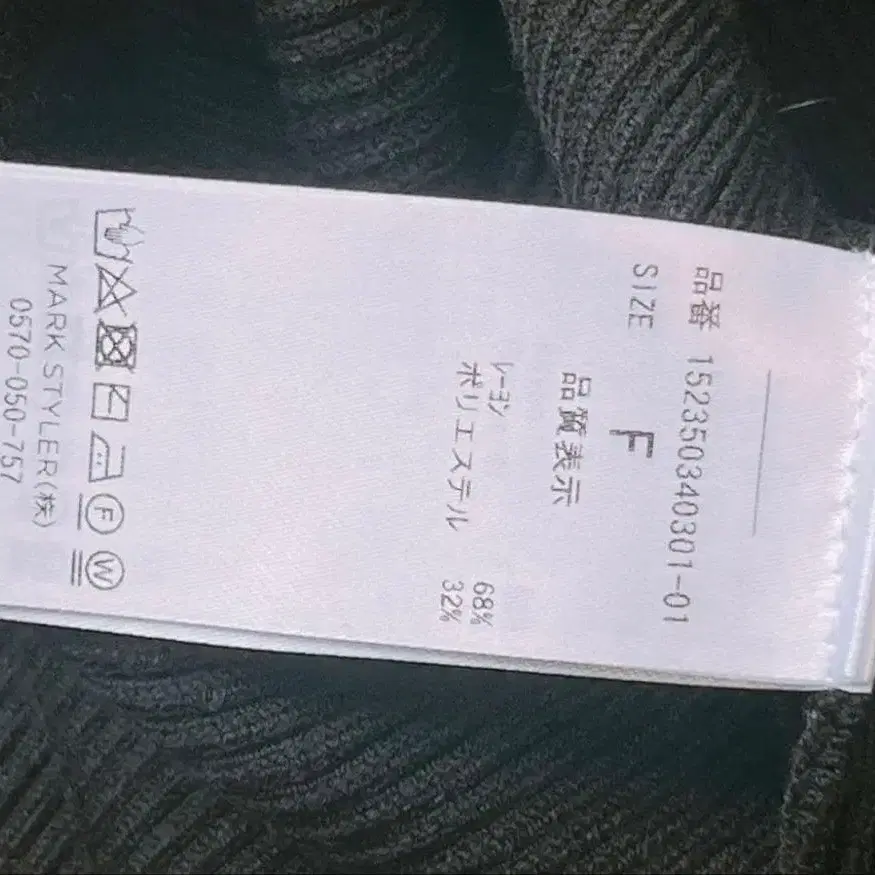 品番 152350340301-01
SIZE F
品質表示
レーヨン 68%
ポリエステル 32%
F W
MARK STYLER(株)
0570-050-757